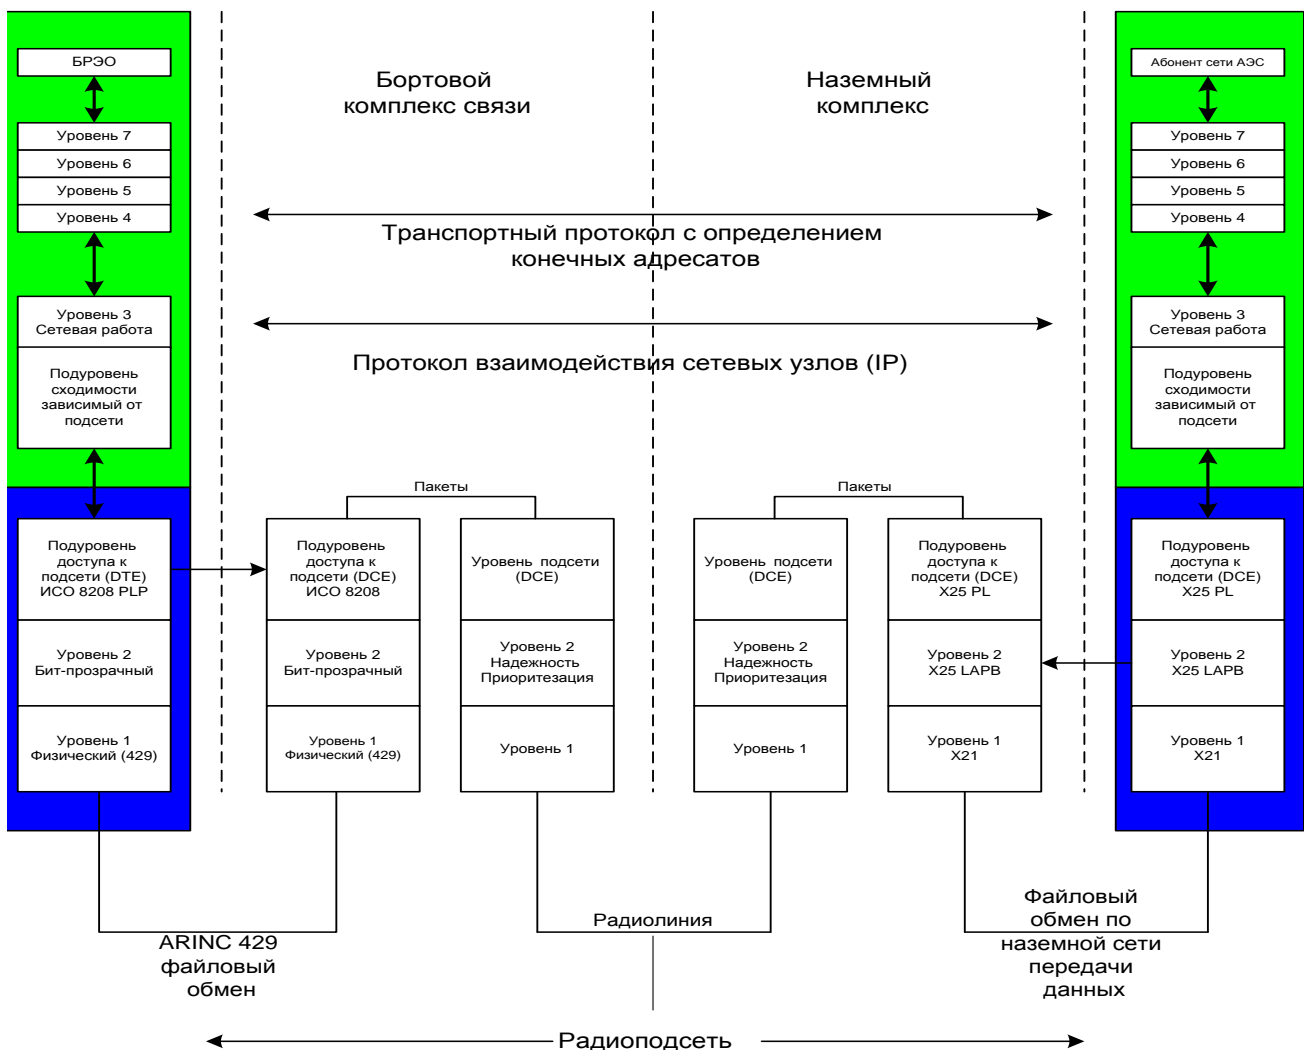 БРЭО
Уровень 7
Уровень 6
Уровень 5
Уровень 4
Уровень 3
Сетевая работа
Подуровень
сходимости
зависимый от
подсети
Подуровень
доступа к
подсети (DTE)
ИСО 8208 PLP
Уровень 2
Бит-прозрачный
Уровень 1
Физический (429)
Бортовой
комплекс связи
Наземный
комплекс
Транспортный протокол с определением
конечных адресатов
Протокол взаимодействия сетевых узлов (IP)
Пакеты
Подуровень
доступа к
подсети (DCE)
ИСО 8208
Уровень 2
Бит-прозрачный
Уровень 1
Физический (429)
Уровень подсети
(DCE)
Уровень 2
Надежность
Приоритезация
Уровень 1
Пакеты
Уровень подсети
(DCE)
Уровень 2
Надежность
Приоритезация
Уровень 1
Подуровень
доступа к
подсети (DCE)
X25 PL
Уровень 2
X25 LAPB
Уровень 1
X21
Абонент сети АЭС
Уровень 7
Уровень 6
Уровень 5
Уровень 4
Уровень 3
Сетевая работа
Подуровень
сходимости
зависимый от
подсети
Подуровень
доступа к
подсети (DCE)
X25 PL
Уровень 2
X25 LAPB
Уровень 1
X21
ARINC 429
файловый
обмен
Радиолиния
Файловый
обмен по
наземной сети
передачи
данных
Радиоподсеть